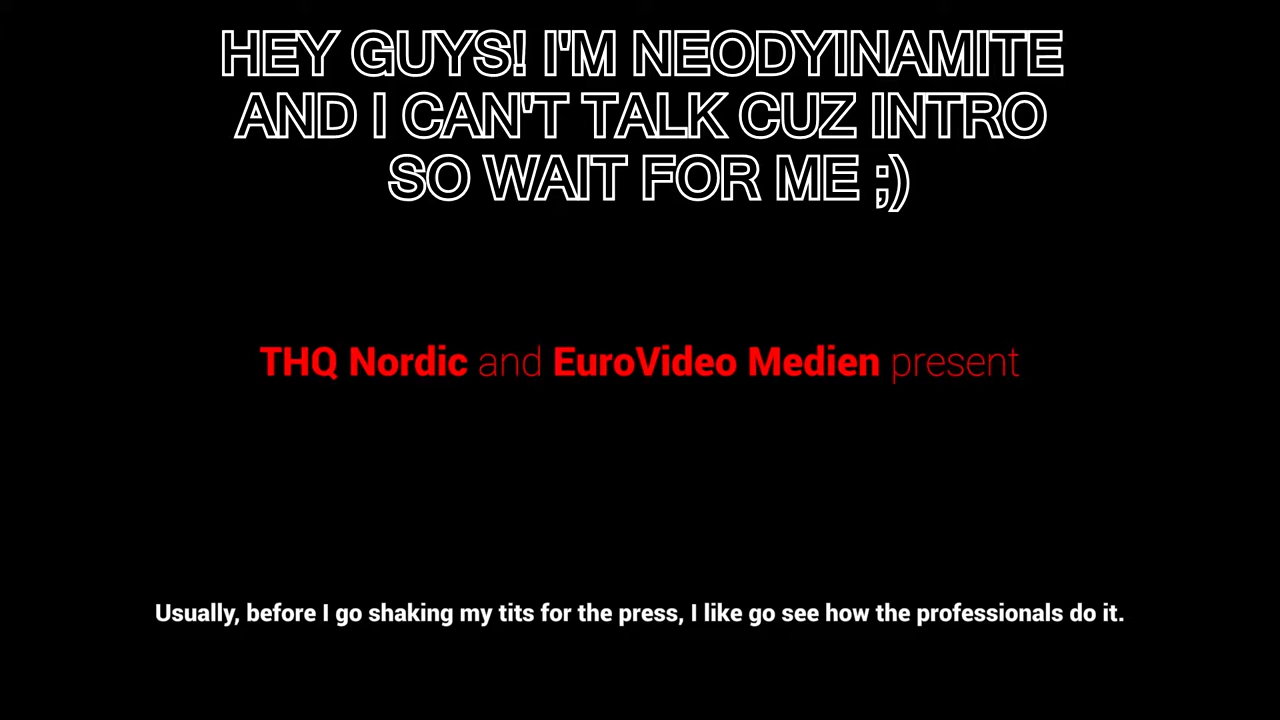 HEY GUYS! I'M NEODYINAMITE
AND I CAN'T TALK CUZ INTRO
SO WAIT FOR ME ;)
THQ Nordic and EuroVideo Medien present
Usually, before I go shaking my tits for the press, I like go see how the professionals do it.